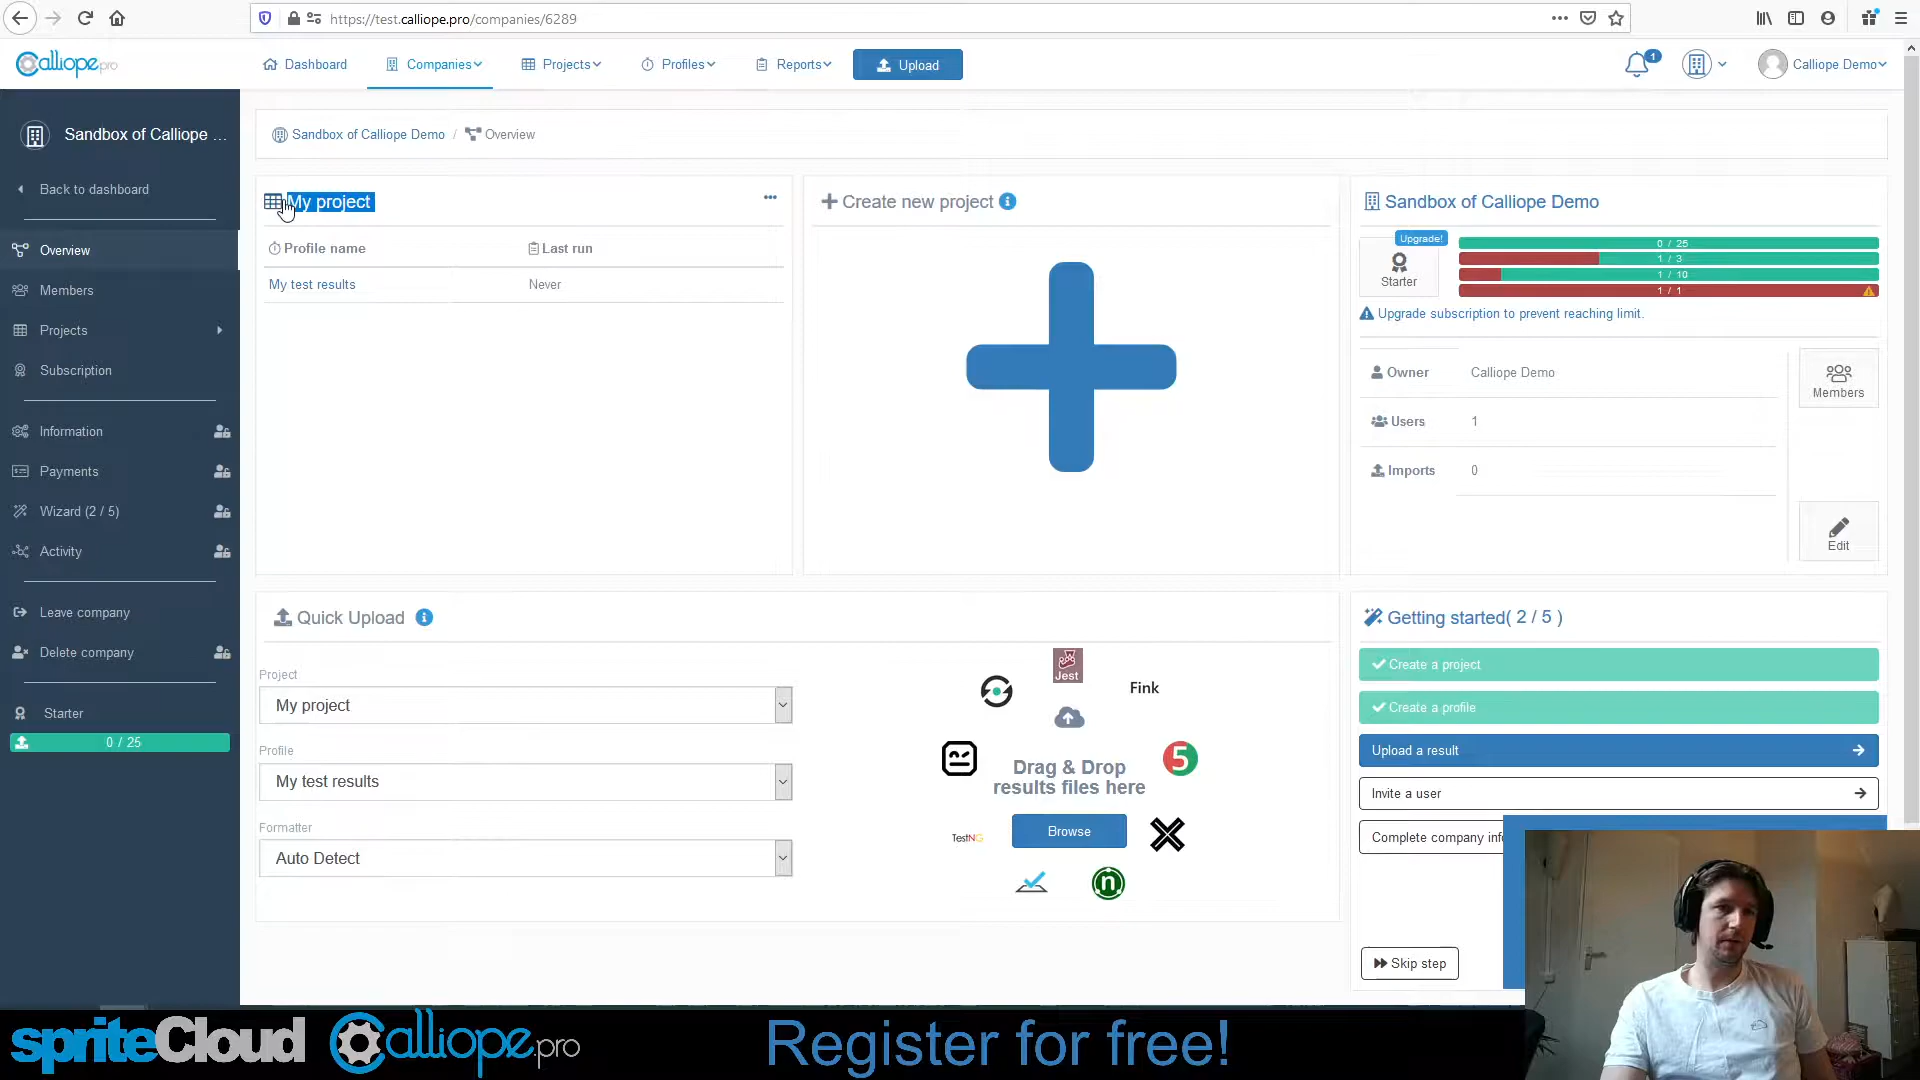 https://test.calliope.pro/companies/6289
Calliope.pro
Dashboard
Companies
Projects
Profiles
Reports
Upload
1
Calliope Demo
Sandbox of Calliope ...
Back to dashboard
Overview
Members
Projects
Subscription
Information
Payments
Wizard (2 / 5)
Activity
Leave company
Delete company
Starter
0 / 25
Sandbox of Calliope Demo / Overview
My project
Profile name Last run
My test results Never
Create new project
Sandbox of Calliope Demo
Upgrade!
Starter
0 / 25
1 / 3
1 / 10
1 / 1
Upgrade subscription to prevent reaching limit.
Owner Calliope Demo
Users 1
Imports 0
Members
Edit
Quick Upload
Project
My project
Profile
My test results
Formatter
Auto Detect
Jest
Fink
5
Drag & Drop
results files here
TestNG
Browse
n
Getting started( 2 / 5 )
Create a project
Create a profile
Upload a result
Invite a user
Complete company
Skip step
spriteCloud
Calliope.pro
Register for free!